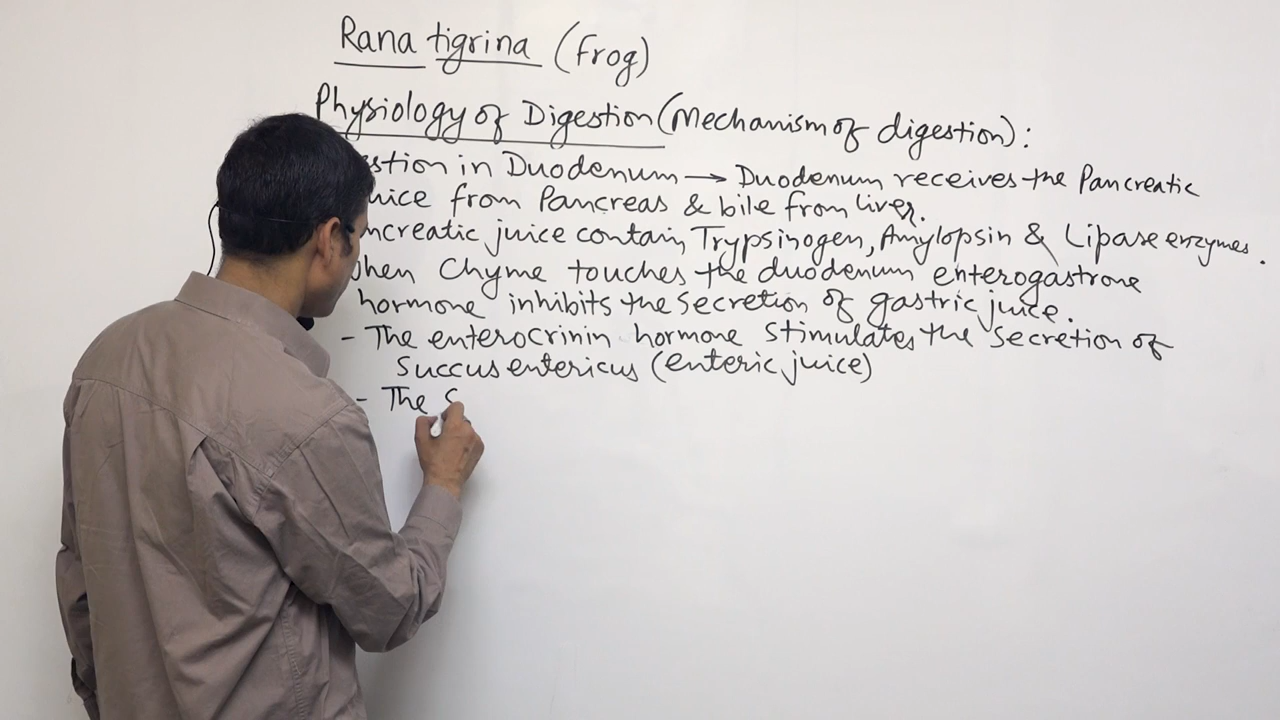 Rana tigrina (frog)
Physiology of Digestion (Mechanism of digestion):
stion in Duodenum → Duodenum receives the Pancreatic
uice from Pancreas & bile from liver.
ncreatic juice contain, Trypsinogen, Amylopsin & Lipase enzymes.
hen Chyme touches the duodenum enterogastrone
hormone inhibits the secretion of gastric juice.
- The enterocrinin hormone stimulates the secretion of
Succus entericus (enteric juice)
- The S